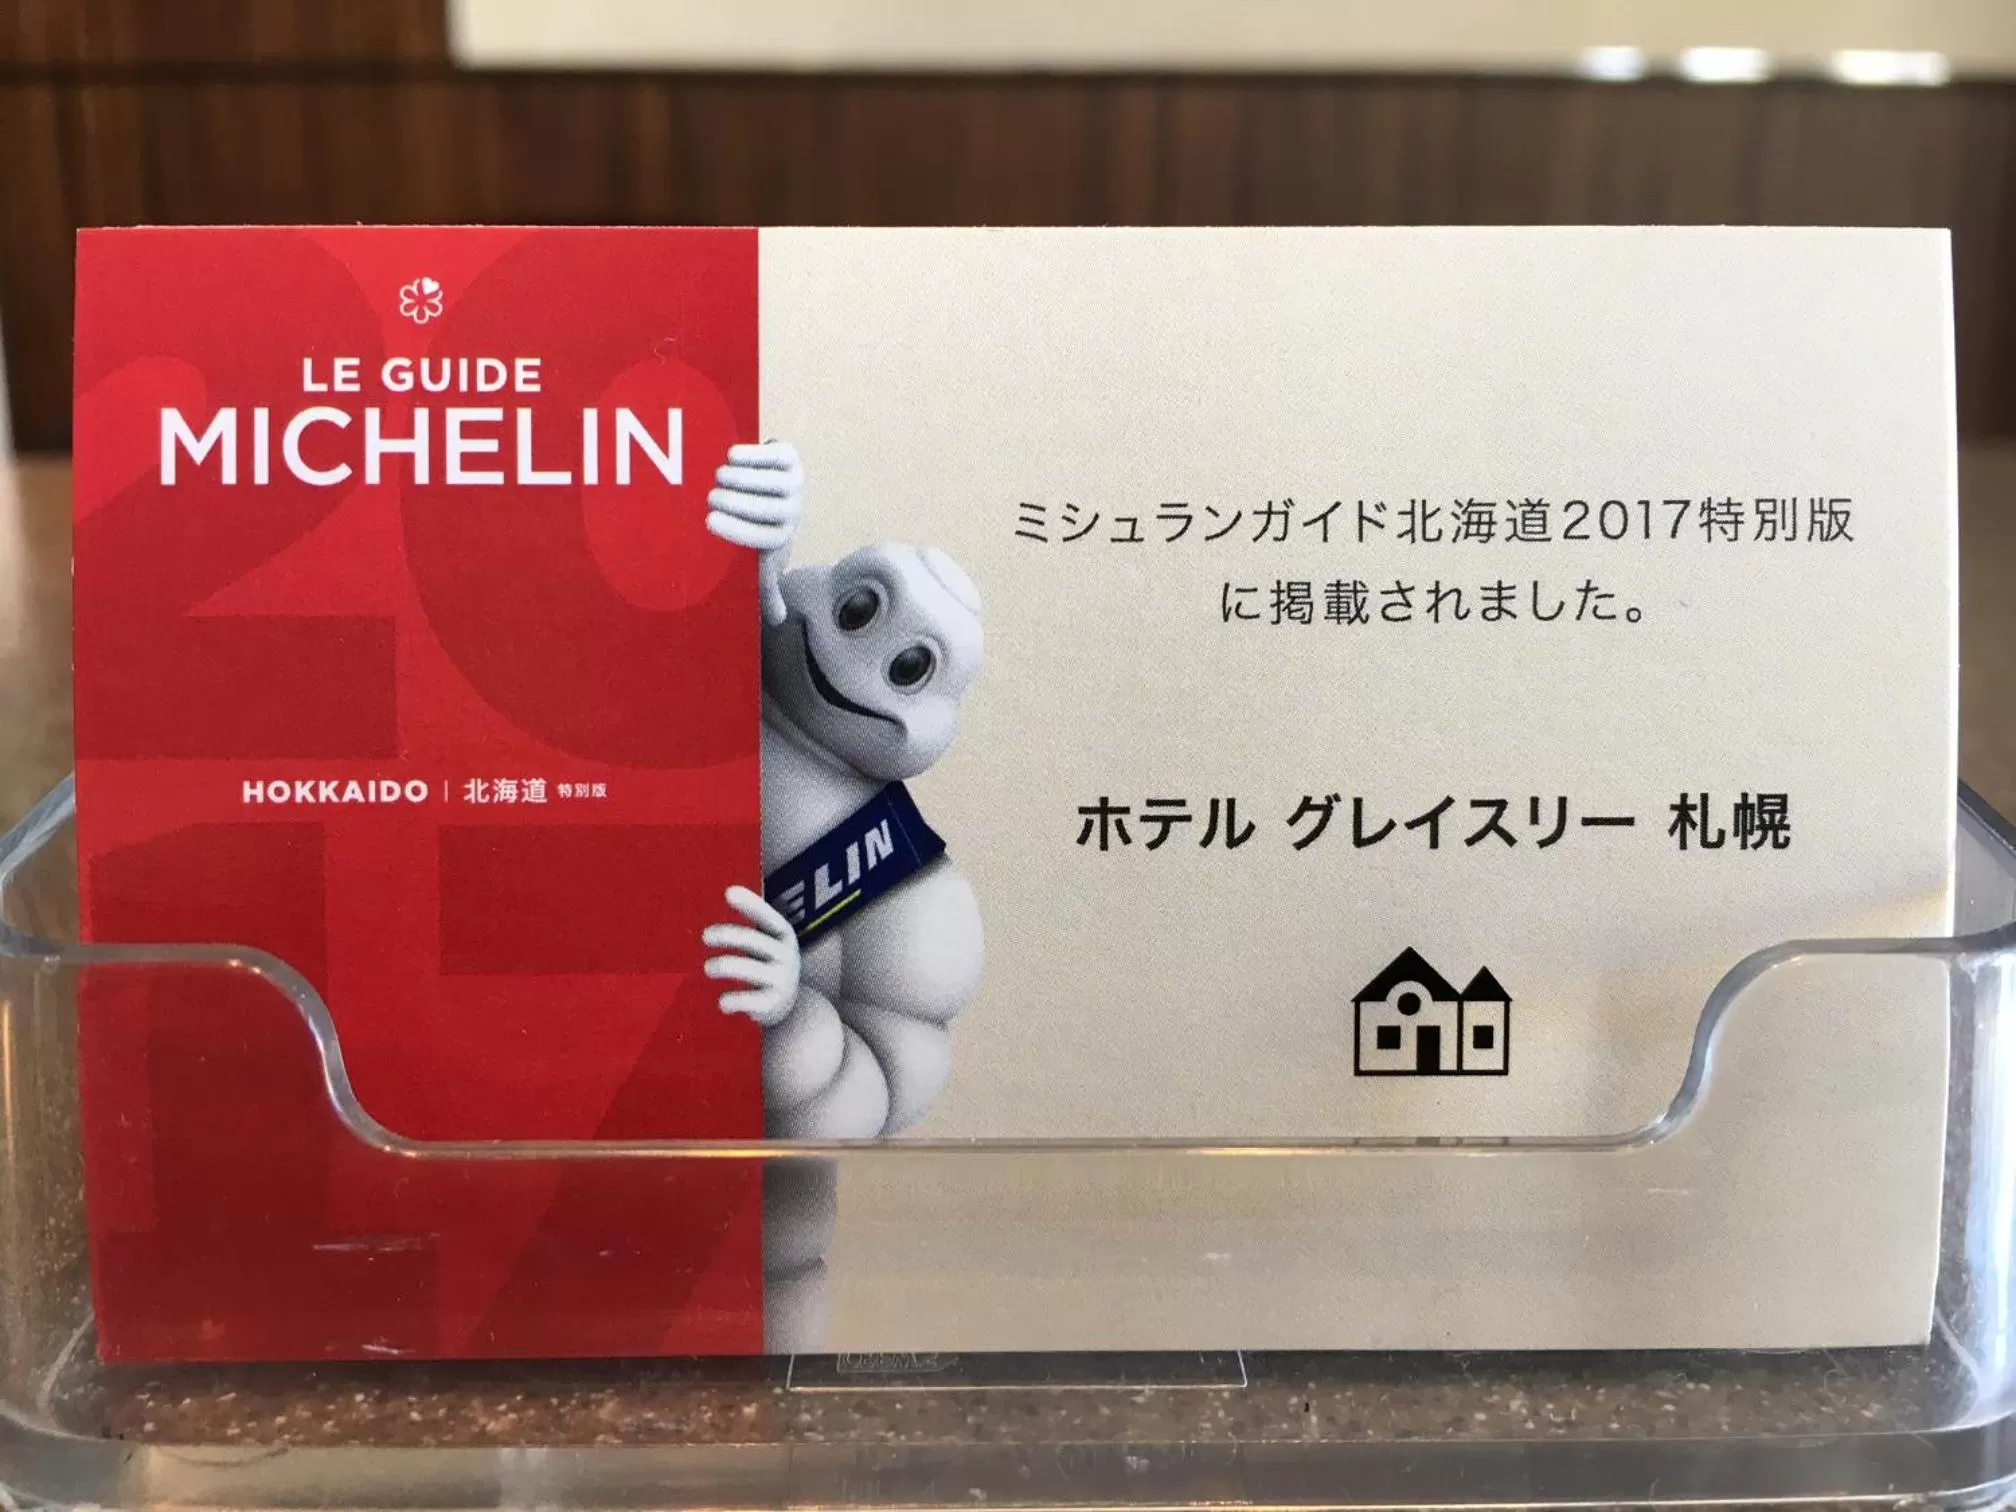 LE GUIDE
MICHELIN
HOKKAIDO | 北海道 特別版
2017
ミシュランガイド北海道2017特別版
に掲載されました。
ホテル グレイスリー 札幌
ELIN